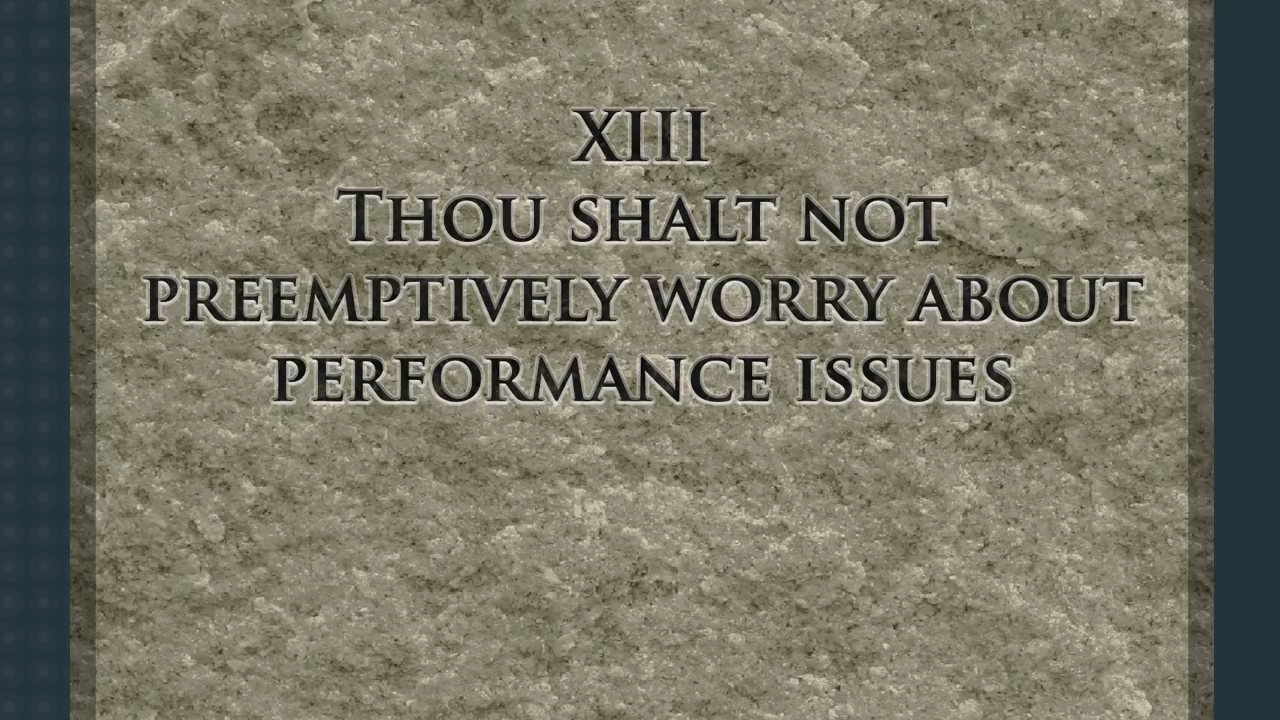 XIII
Thou shalt not
preemptively worry about
performance issues